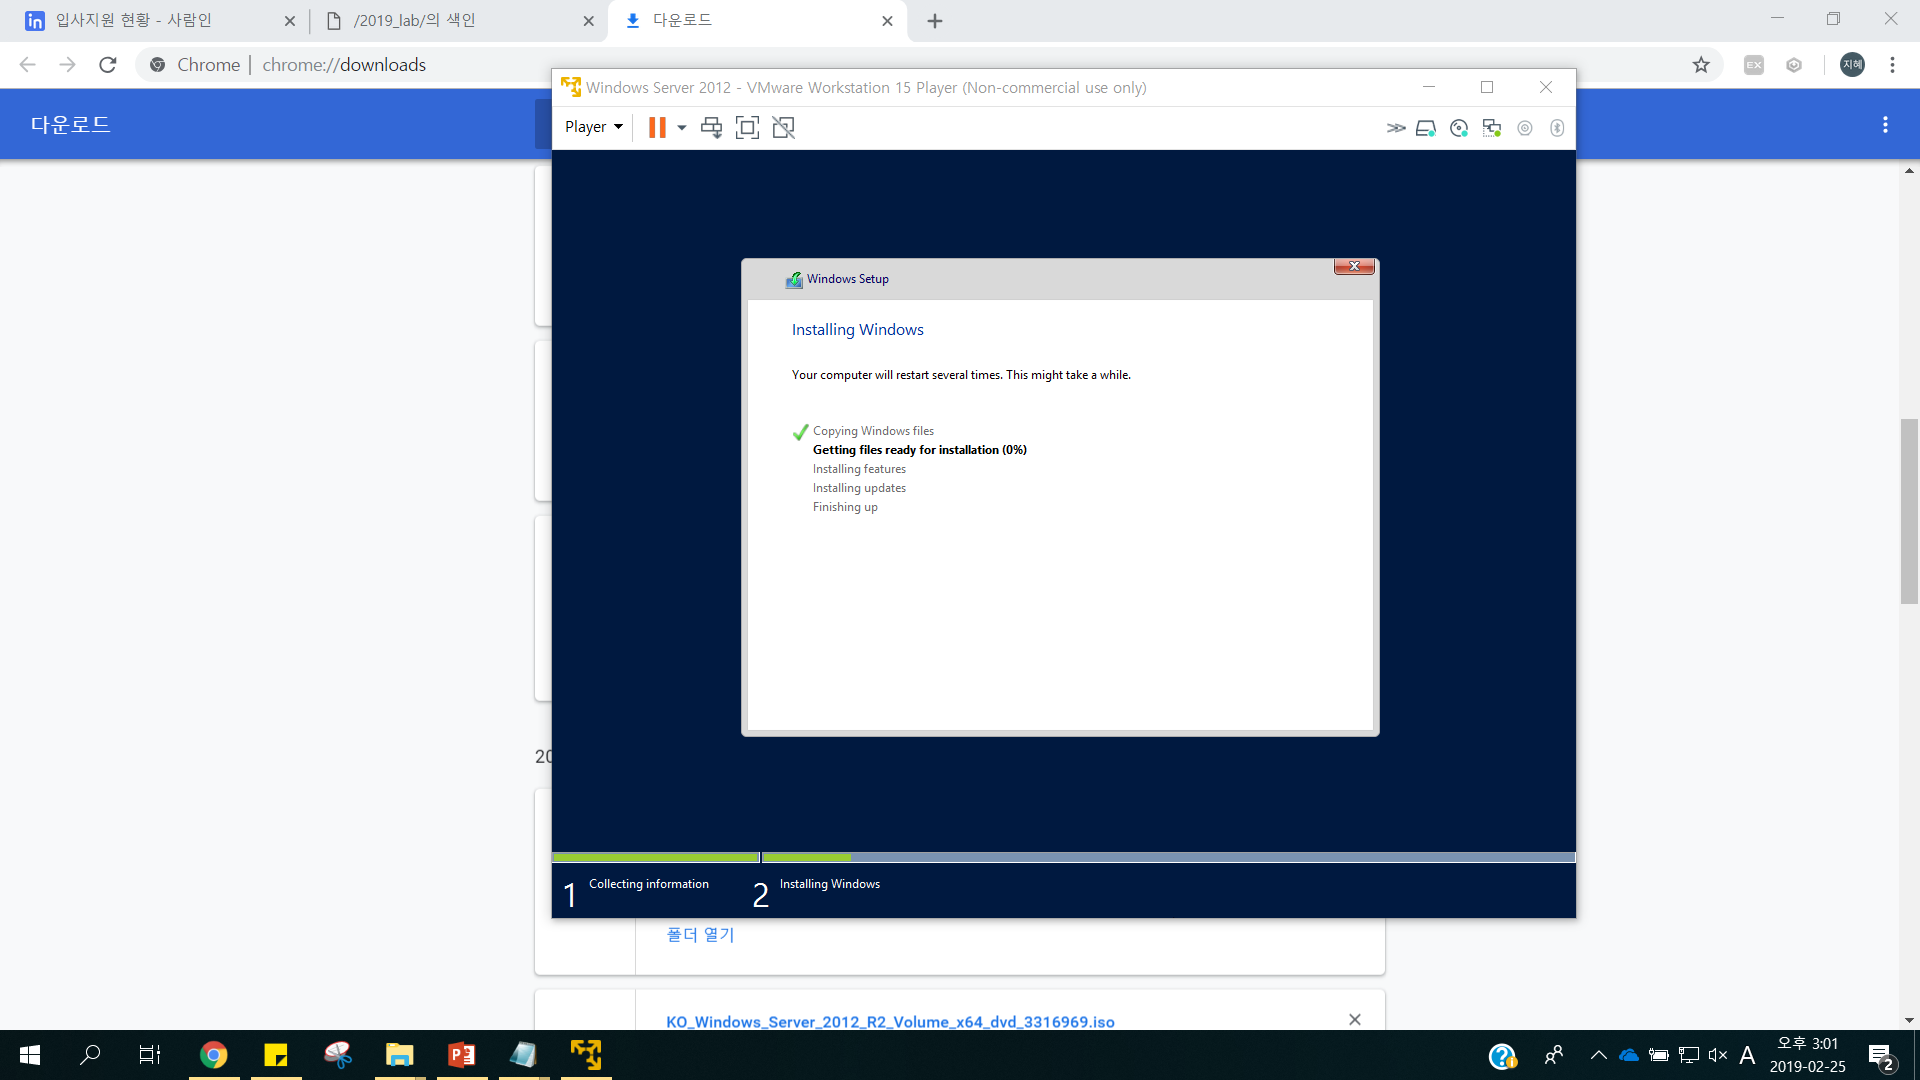 입사지원 현황 - 사람인
/2019_lab/의 색인
다운로드
Chrome | chrome://downloads
지혜
다운로드
Windows Server 2012 - VMware Workstation 15 Player (Non-commercial use only)
Player
Windows Setup
Installing Windows
Your computer will restart several times. This might take a while.
Copying Windows files
Getting files ready for installation (0%)
Installing features
Installing updates
Finishing up
20
1 Collecting information
2 Installing Windows
폴더 열기
KO_Windows_Server_2012_R2_Volume_x64_dvd_3316969.iso
A
오후 3:01
2019-02-25
2